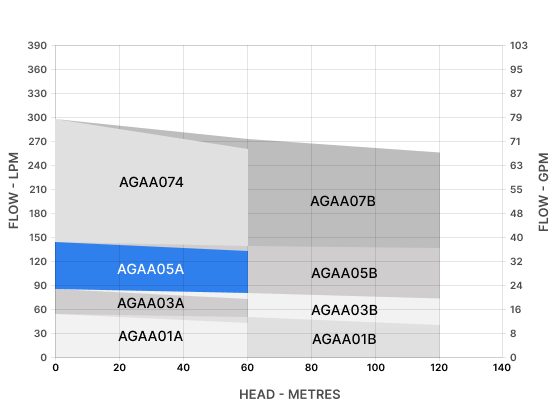 390 103
360 95
330 87
300 79
270 71
240 63
210 55
180 48
150 40
120 32
90 24
60 16
30 8
0 0
FLOW - LPM
FLOW - GPM
AGAA074
AGAA07B
AGAA05A
AGAA05B
AGAA03A
AGAA03B
AGAA01A
AGAA01B
0 20 40 60 80 100 120 140
HEAD - METRES